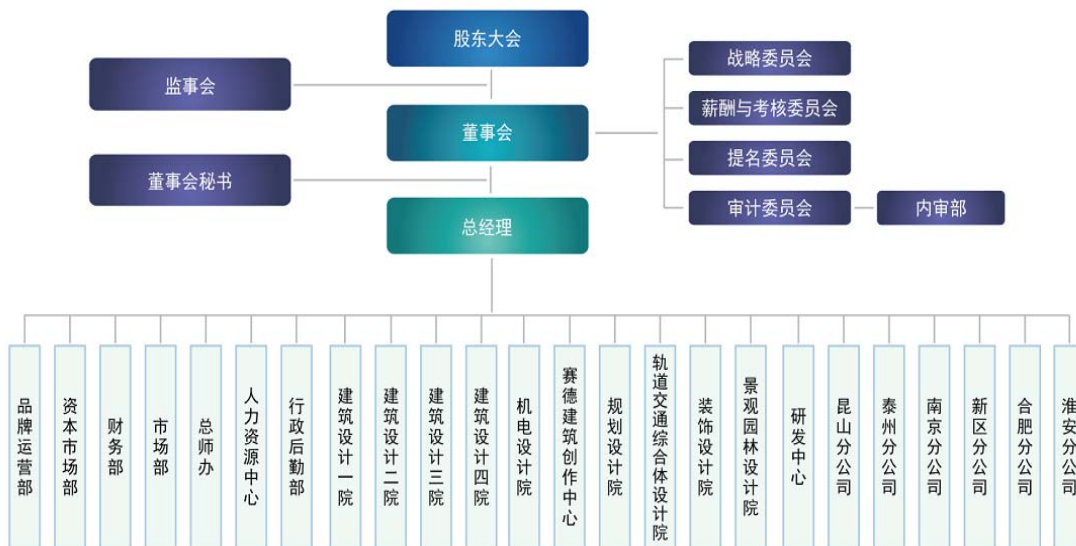 股东大会
监事会
董事会
董事会秘书
总经理
战略委员会
薪酬与考核委员会
提名委员会
审计委员会
内审部
品牌运营部
资本市场部
财务部
市场部
总师办
人力资源中心
行政后勤部
建筑设计一院
建筑设计二院
建筑设计三院
建筑设计四院
机电设计院
赛德建筑创作中心
规划设计院
轨道交通综合体设计院
装饰设计院
景观园林设计院
研发中心
昆山分公司
泰州分公司
南京分公司
新区分公司
合肥分公司
淮安分公司